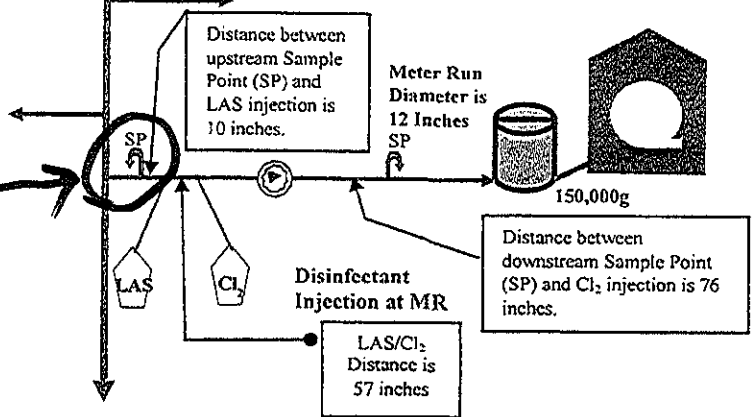 Distance between
upstream Sample
Point (SP) and
LAS injection is
10 inches.
Meter Run
Diameter is
12 Inches
SP
SP
150,000g
LAS
Cl₂
Disinfectant
Injection at MR
Distance between
downstream Sample Point
(SP) and Cl₂ injection is 76
inches.
LAS/Cl₂
Distance is
57 inches